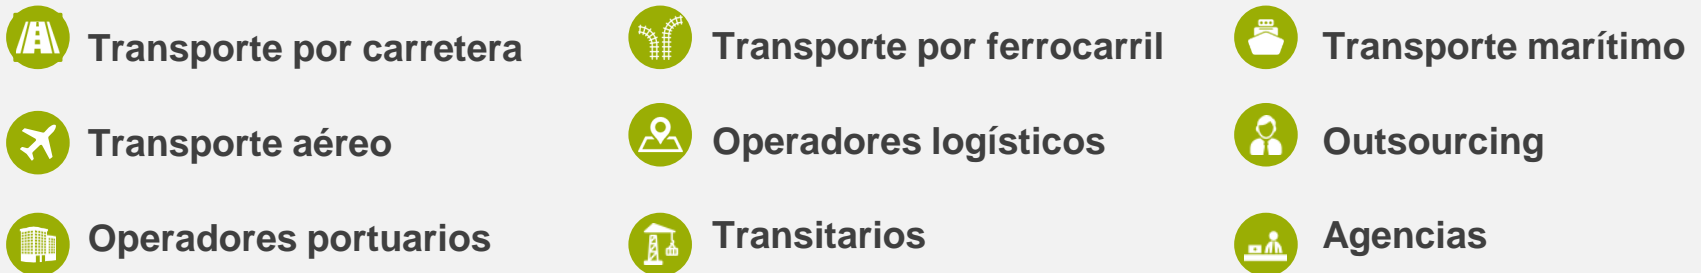 Transporte por carretera
Transporte por ferrocarril
Transporte marítimo
Transporte aéreo
Operadores logísticos
Outsourcing
Operadores portuarios
Transitarios
Agencias